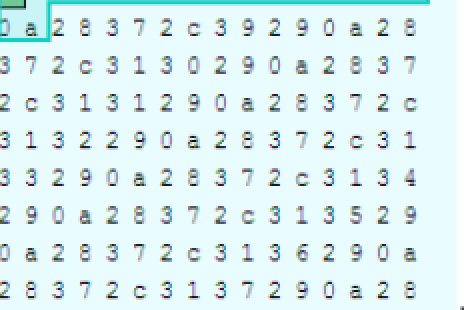 0 a 2 8 3 7 2 c 3 9 2 9 0 a 2 8
3 7 2 c 3 1 3 0 2 9 0 a 2 8 3 7
2 c 3 1 3 1 2 9 0 a 2 8 3 7 2 c
3 1 3 2 2 9 0 a 2 8 3 7 2 c 3 1
3 3 2 9 0 a 2 8 3 7 2 c 3 1 3 4
2 9 0 a 2 8 3 7 2 c 3 1 3 5 2 9
0 a 2 8 3 7 2 c 3 1 3 6 2 9 0 a
2 8 3 7 2 c 3 1 3 7 2 9 0 a 2 8